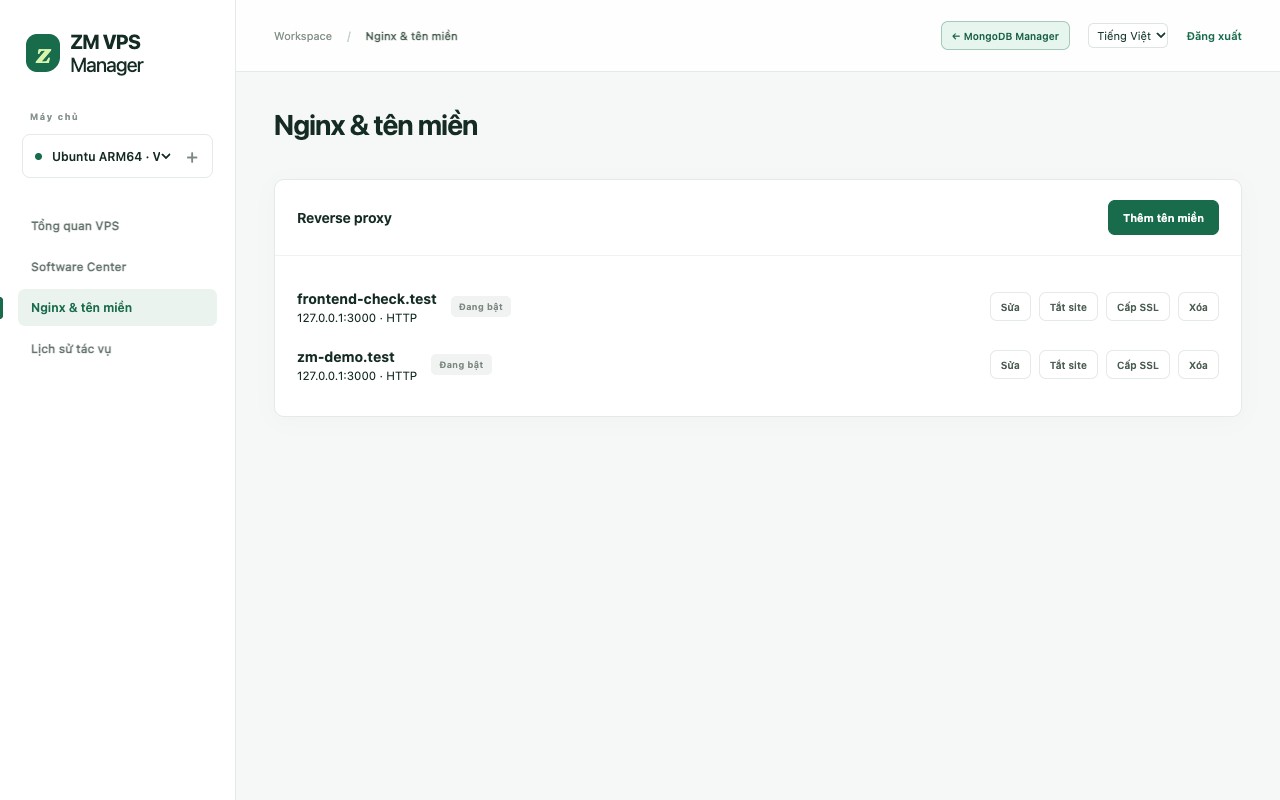 z
ZM VPS
Manager
Máy chủ
Ubuntu ARM64 · V
+
Tổng quan VPS
Software Center
Nginx & tên miền
Lịch sử tác vụ
Workspace / Nginx & tên miền
← MongoDB Manager
Tiếng Việt
Đăng xuất
Nginx & tên miền
Reverse proxy
Thêm tên miền
frontend-check.test
Đang bật
127.0.0.1:3000 · HTTP
Sửa
Tắt site
Cấp SSL
Xóa
zm-demo.test
Đang bật
127.0.0.1:3000 · HTTP
Sửa
Tắt site
Cấp SSL
Xóa